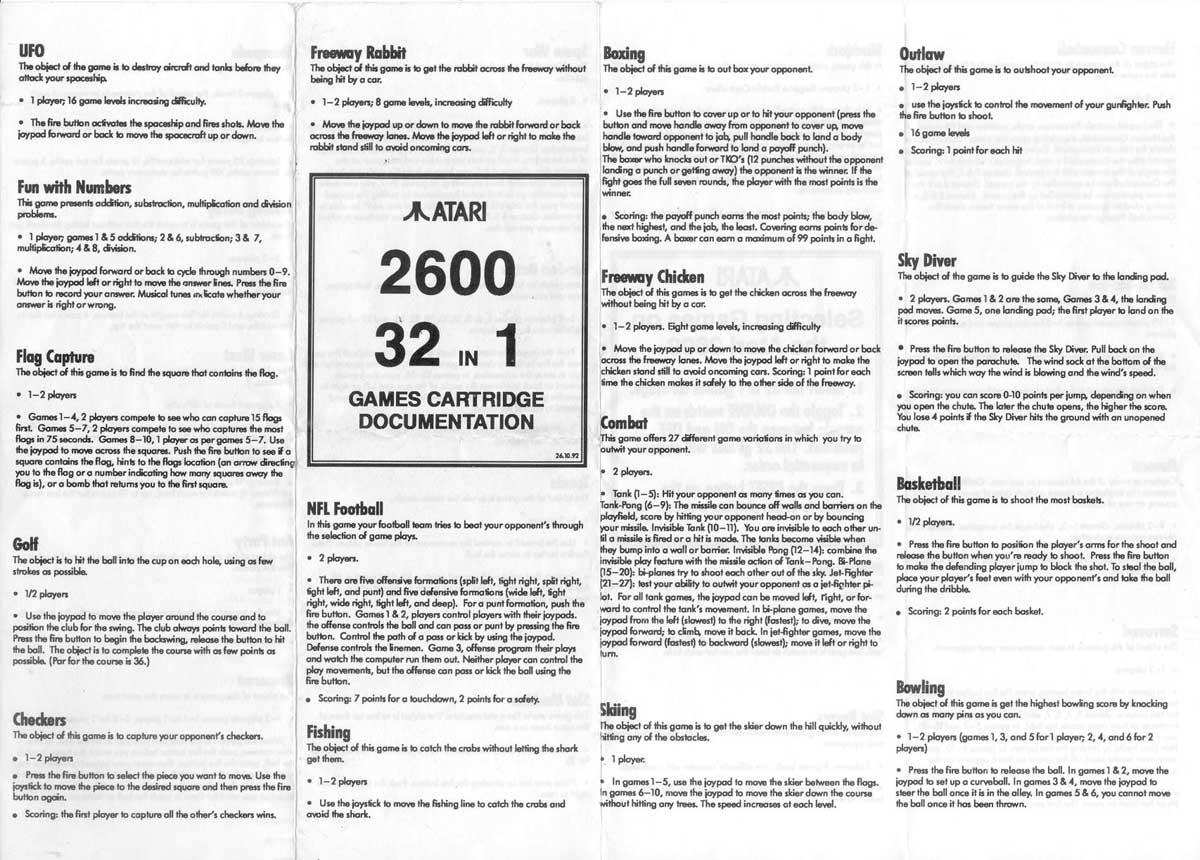 UFO
The object of the game is to destroy aircraft and tanks before they
attack your spaceship.
• 1 player; 16 game levels increasing difficulty.
• The fire button activates the spaceship and fires shots. Move the
joypad forward or back to move the spacecraft up or down.
Fun with Numbers
This game presents addition, substraction, multiplication and division
problems.
• 1 player; games 1 & 5 additions; 2 & 6, subtraction; 3 & 7,
multiplication; 4 & 8, division.
• Move the joypad forward or back to cycle through numbers 0–9.
Move the joypad left or right to move the answer lines. Press the fire
button to record your answer. Musical tunes indicate whether your
answer is right or wrong.
Flag Capture
The object of this game is to find the square that contains the flag.
• 1–2 players
• Games 1–4, 2 players compete to see who can capture 15 flags
first. Games 5–7, 2 players compete to see who captures the most
flags in 75 seconds. Games 8–10, 1 player as per games 5–7. Use
the joypad to move across the squares. Push the fire button to see if a
square contains the flag, hints to the flags location (an arrow directing
you to the flag or a number indicating how many squares away the
flag is), or a bomb that returns you to the first square.
Golf
The object is to hit the ball into the cup on each hole, using as few
strokes as possible.
• 1/2 players
• Use the joypad to move the player around the course and to
position the club for the swing. The club always points toward the ball.
Press the fire button to begin the backswing, release the button to hit
the ball. The object is to complete the course with as few points as
possible. (Par for the course is 36.)
Checkers
The object of this game is to capture your opponent's checkers.
• 1–2 players
• Press the fire button to select the piece you want to move. Use the
joystick to move the piece to the desired square and then press the fire
button again.
• Scoring: the first player to capture all the other's checkers wins.
Freeway Rabbit
The object of this game is to get the rabbit across the freeway without
being hit by a car.
• 1–2 players; 8 game levels, increasing difficulty
• Move the joypad up or down to move the rabbit forward or back
across the freeway lanes. Move the joypad left or right to make the
rabbit stand still to avoid oncoming cars.
ATARI
2600
32 IN 1
GAMES CARTRIDGE
DOCUMENTATION
26.10.92
NFL Football
In this game your football team tries to beat your opponent's through
the selection of game plays.
• 2 players.
• There are five offensive formations (split left, tight right, split right,
tight left, and punt) and five defensive formations (wide left, tight
right, wide right, tight left, and deep). For a punt formation, push the
fire button. Games 1 & 2, players control players with their joypads.
the offense controls the ball and can pass or punt by pressing the fire
button. Control the path of a pass or kick by using the joypad.
Defense controls the linemen. Game 3, offense program their plays
and watch the computer run them out. Neither player can control the
play movements, but the offense can pass or kick the ball using the
fire button.
• Scoring: 7 points for a touchdown, 2 points for a safety.
Fishing
The object of this game is to catch the crabs without letting the shark
get them.
• 1–2 players
• Use the joystick to move the fishing line to catch the crabs and
avoid the shark.
Boxing
The object of this game is to out box your opponent.
• 1–2 players
• Use the fire button to cover up or to hit your opponent (press the
button and move handle away from opponent to cover up, move
handle toward opponent to jab, pull handle back to land a body
blow, and push handle forward to land a payoff punch).
The boxer who knocks out or TKO's (12 punches without the opponent
landing a punch or getting away) the opponent is the winner. If the
fight goes the full seven rounds, the player with the most points is the
winner.
• Scoring: the payoff punch earns the most points; the body blow,
the next highest, and the job, the least. Covering earns points for de-
fensive boxing. A boxer can earn a maximum of 99 points in a fight.
Freeway Chicken
The object of this games is to get the chicken across the freeway
without being hit by a car.
• 1–2 players. Eight game levels, increasing difficulty
• Move the joypad up or down to move the chicken forward or back
across the freeway lanes. Move the joypad left or right to make the
chicken stand still to avoid oncoming cars. Scoring: 1 point for each
time the chicken makes it safely to the other side of the freeway.
Combat
This game offers 27 different game variations in which you try to
outwit your opponent.
• 2 players.
• Tank (1–5): Hit your opponent as many times as you can.
Tank-Pong (6–9): The missile can bounce off walls and barriers on the
playfield, score by hitting your opponent head-on or by bouncing
your missile. Invisible Tank (10–11). You are invisible to each other un-
til a missile is fired or a hit is made. The tanks become visible when
they bump into a wall or barrier. Invisible Pong (12–14): combine the
invisible play feature with the missile action of Tank–Pong. Bi-Plane
(15–20): bi-planes try to shoot each other out of the sky. Jet-Fighter
(21–27): test your ability to outwit your opponent as a jet-fighter pi-
lot. For all tank games, the joypad can be moved left, right, or for-
ward to control the tank's movement. In bi-plane games, move the
joypad from the left (slowest) to the right (fastest); to dive, move the
joypad forward; to climb, move it back. In jet-fighter games, move the
joypad forward (fastest) to backward (slowest); move it left or right to
turn.
Skiing
The object of this game is to get the skier down the hill quickly, without
hitting any of the obstacles.
• 1 player.
• In games 1–5, use the joypad to move the skier between the flags.
In games 6–10, move the joypad to move the skier down the course
without hitting any trees. The speed increases at each level.
Outlaw
The object of this game is to outshoot your opponent.
• 1–2 players
• use the joystick to control the movement of your gunfighter. Push
the fire button to shoot.
• 16 game levels
• Scoring: 1 point for each hit
Sky Diver
The object of the game is to guide the Sky Diver to the landing pad.
• 2 players. Games 1 & 2 are the same, Games 3 & 4, the landing
pad moves. Game 5, one landing pad; the first player to land on the
it scores points.
• Press the fire button to release the Sky Diver. Pull back on the
joypad to open the parachute. The wind sock at the bottom of the
screen tells which way the wind is blowing and the wind's speed.
• Scoring: you can score 0-10 points per jump, depending on when
you open the chute. The later the chute opens, the higher the score.
You lose 4 points if the Sky Diver hits the ground with an unopened
chute.
Basketball
The object of this game is to shoot the most baskets.
• 1/2 players.
• Press the fire button to position the player's arms for the shoot and
release the button when you're ready to shoot. Press the fire button
to make the defending player jump to block the shot. To steal the ball,
place your player's feet even with your opponent's and take the ball
during the dribble.
• Scoring: 2 points for each basket.
Bowling
The object of this game is get the highest bowling score by knocking
down as many pins as you can.
• 1–2 players (games 1, 3, and 5 for 1 player; 2, 4, and 6 for 2
players)
• Press the fire button to release the ball. In games 1 & 2, move the
joypad to set up a curveball. In games 3 & 4, move the joypad to
steer the ball once it is in the alley. In games 5 & 6, you cannot move
the ball once it has been thrown.